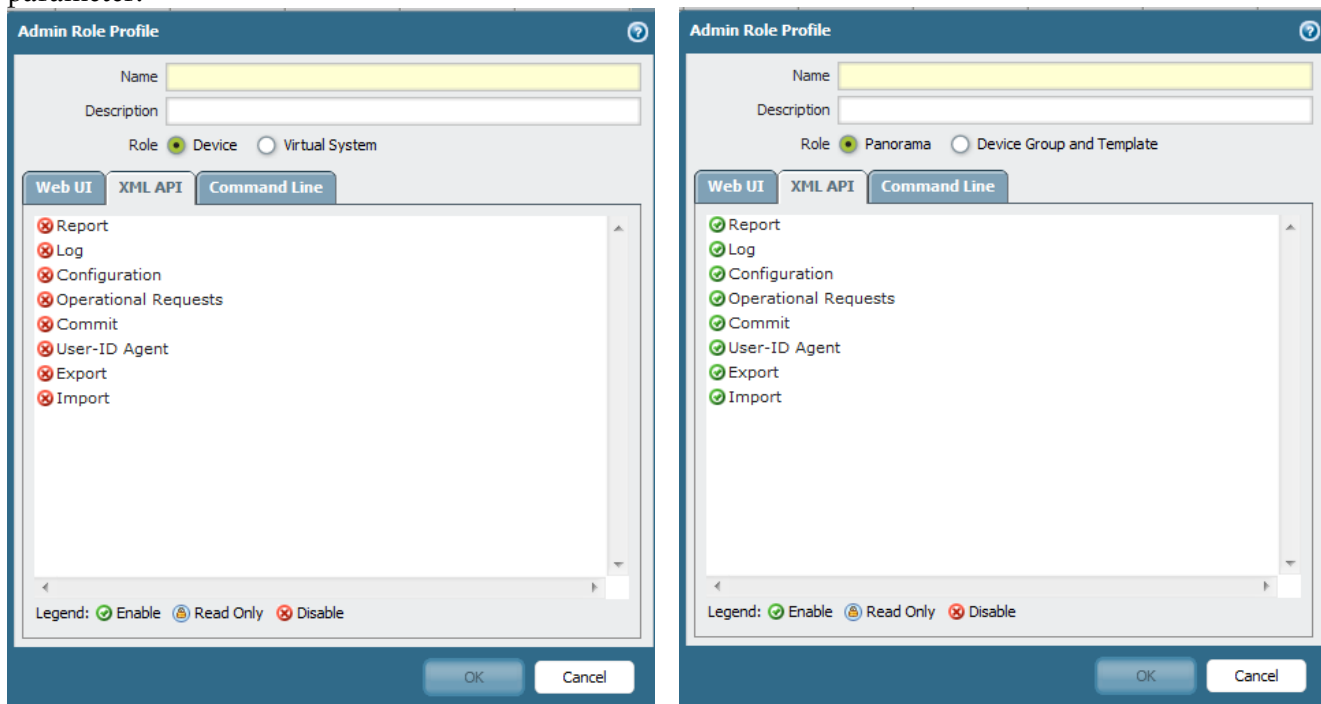 parameter.
Admin Role Profile
Name
Description
Role Device Virtual System
Web UI XML API Command Line
Report
Log
Configuration
Operational Requests
Commit
User-ID Agent
Export
Import
Legend: Enable Read Only Disable
OK Cancel
Admin Role Profile
Name
Description
Role Panorama Device Group and Template
Web UI XML API Command Line
Report
Log
Configuration
Operational Requests
Commit
User-ID Agent
Export
Import
Legend: Enable Read Only Disable
OK Cancel